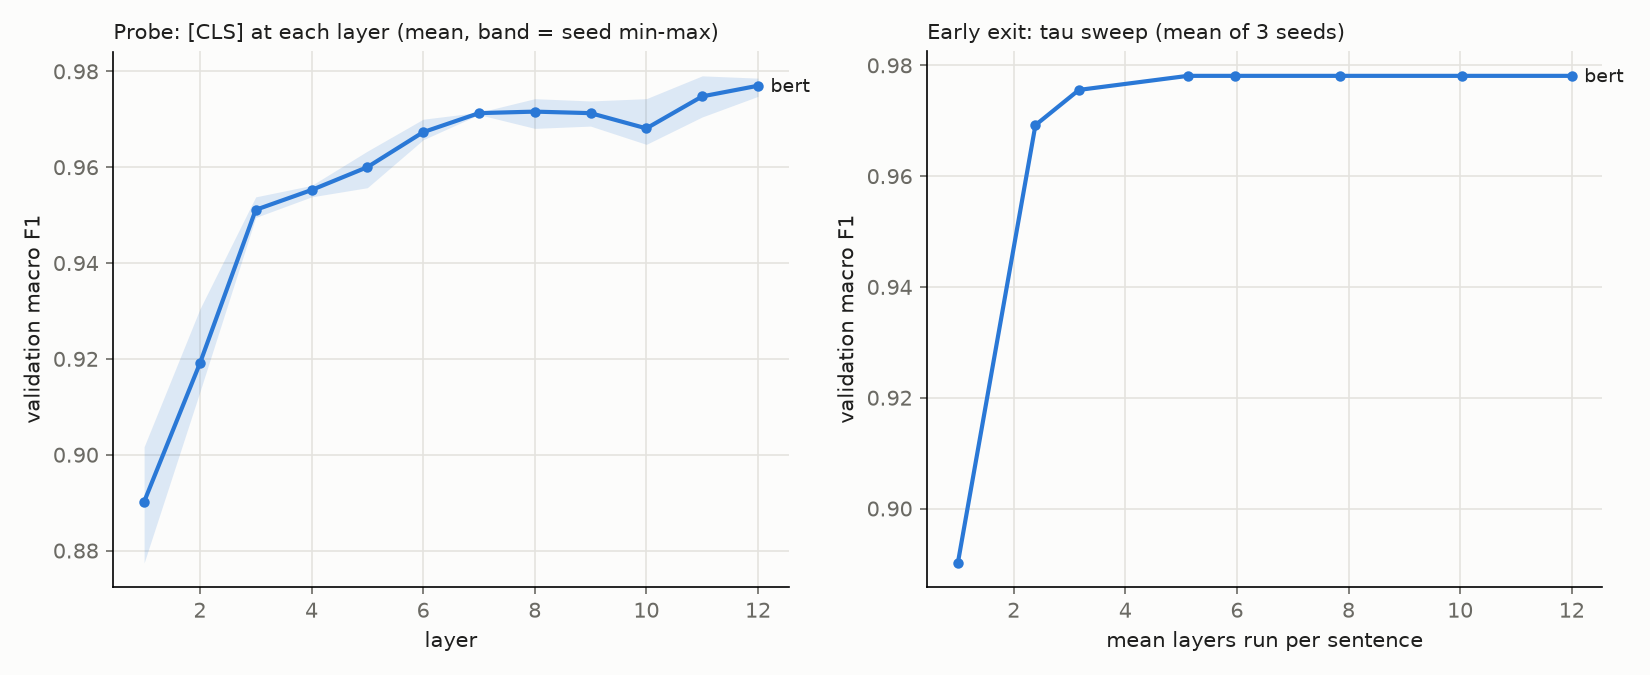 Probe: [CLS] at each layer (mean, band = seed min-max)
0.98
0.96
0.94
0.92
0.90
0.88
validation macro F1
2 4 6 8 10 12
layer
bert
Early exit: tau sweep (mean of 3 seeds)
0.98
0.96
0.94
0.92
0.90
validation macro F1
2 4 6 8 10 12
mean layers run per sentence
bert